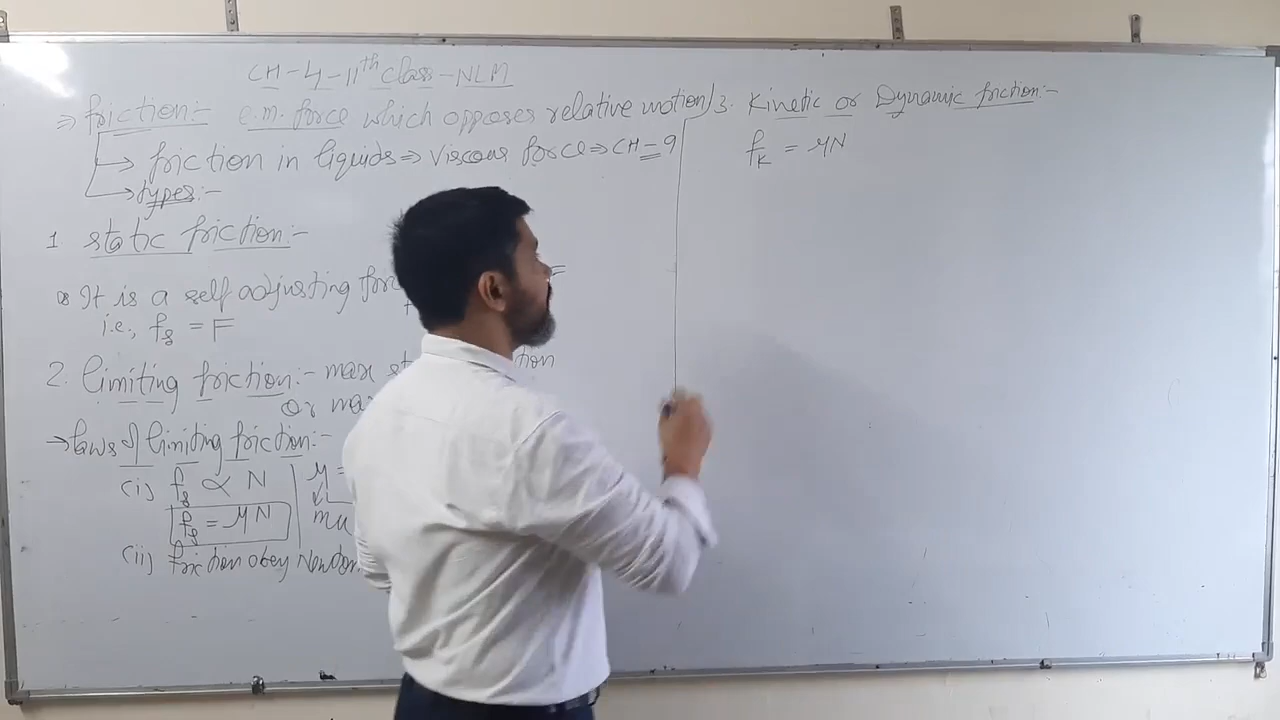 CH-4-11th class-NLM
⇒ friction:- e.m. force which opposes relative motion
→ friction in liquids ⇒ viscous force ⇒ CH=9
→ types:-
1. static friction:-
It is a self adjusting
i.e., fs = F
2. limiting friction:- max
or
→ laws of limiting friction:-
(i) fs ∝ N
fs = μN
μ =
(ii) friction obey
3. Kinetic or Dynamic friction:-
fK = μN